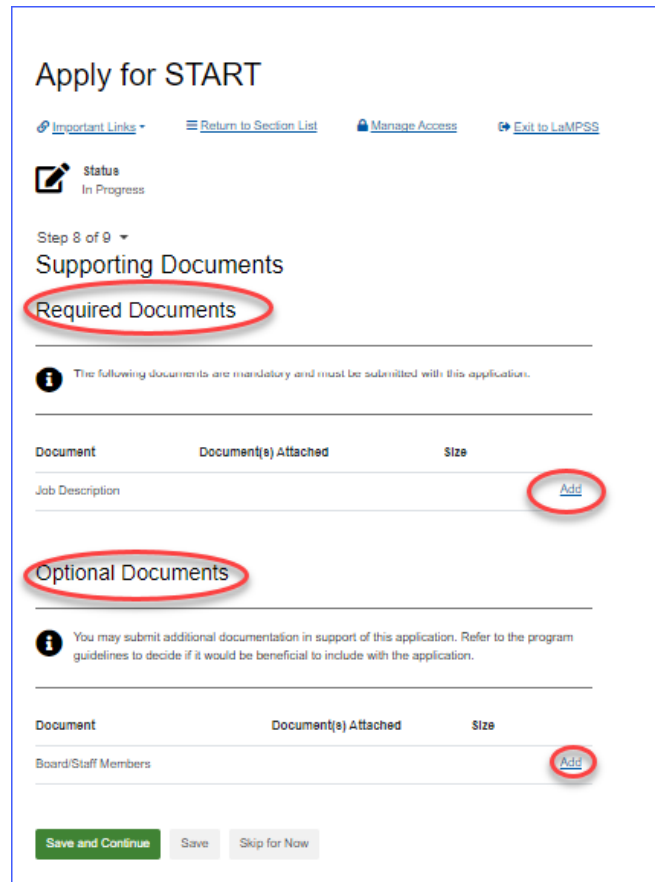 Apply for START
Important Links Return to Section List Manage Access Exit to LaMPSS
Status
In Progress
Step 8 of 9
Supporting Documents
Required Documents
The following documents are mandatory and must be submitted with this application.
Document Document(s) Attached Size
Job Description Add
Optional Documents
You may submit additional documentation in support of this application. Refer to the program
guidelines to decide if it would be beneficial to include with the application.
Document Document(s) Attached Size
Board/Staff Members Add
Save and Continue Save Skip for Now